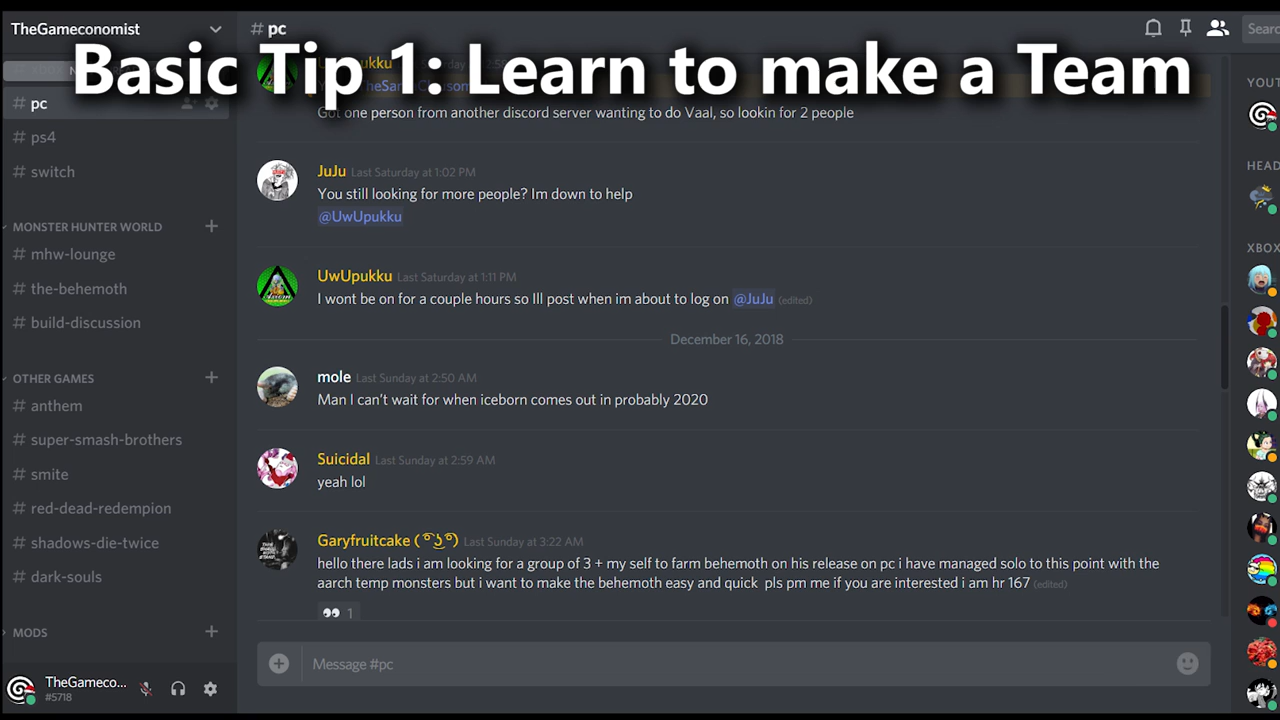 TheGameconomist
# pc
Search
Basic Tip 1: Learn to make a Team
pc
# ps4
# switch
MONSTER HUNTER WORLD
# mhw-lounge
# the-behemoth
# build-discussion
OTHER GAMES
# anthem
# super-smash-brothers
# smite
# red-dead-redemption
# shadows-die-twice
# dark-souls
MODS
TheGameco...
#5718
Got one person from another discord server wanting to do Vaal, so lookin for 2 people
JuJu Last Saturday at 1:02 PM
You still looking for more people? Im down to help
@UwUpukku
UwUpukku Last Saturday at 1:11 PM
I wont be on for a couple hours so Ill post when im about to log on @JuJu (edited)
December 16, 2018
mole Last Sunday at 2:50 AM
Man I can't wait for when iceborn comes out in probably 2020
Suicidal Last Sunday at 2:59 AM
yeah lol
Garyfruitcake ( ͡° ͜ʖ ͡°) Last Sunday at 3:22 AM
hello there lads i am looking for a group of 3 + my self to farm behemoth on his release on pc i have managed solo to this point with the
aarch temp monsters but i want to make the behemoth easy and quick pls pm me if you are interested i am hr 167 (edited)
1
Message #pc
YOUT
HEAD
XBOX